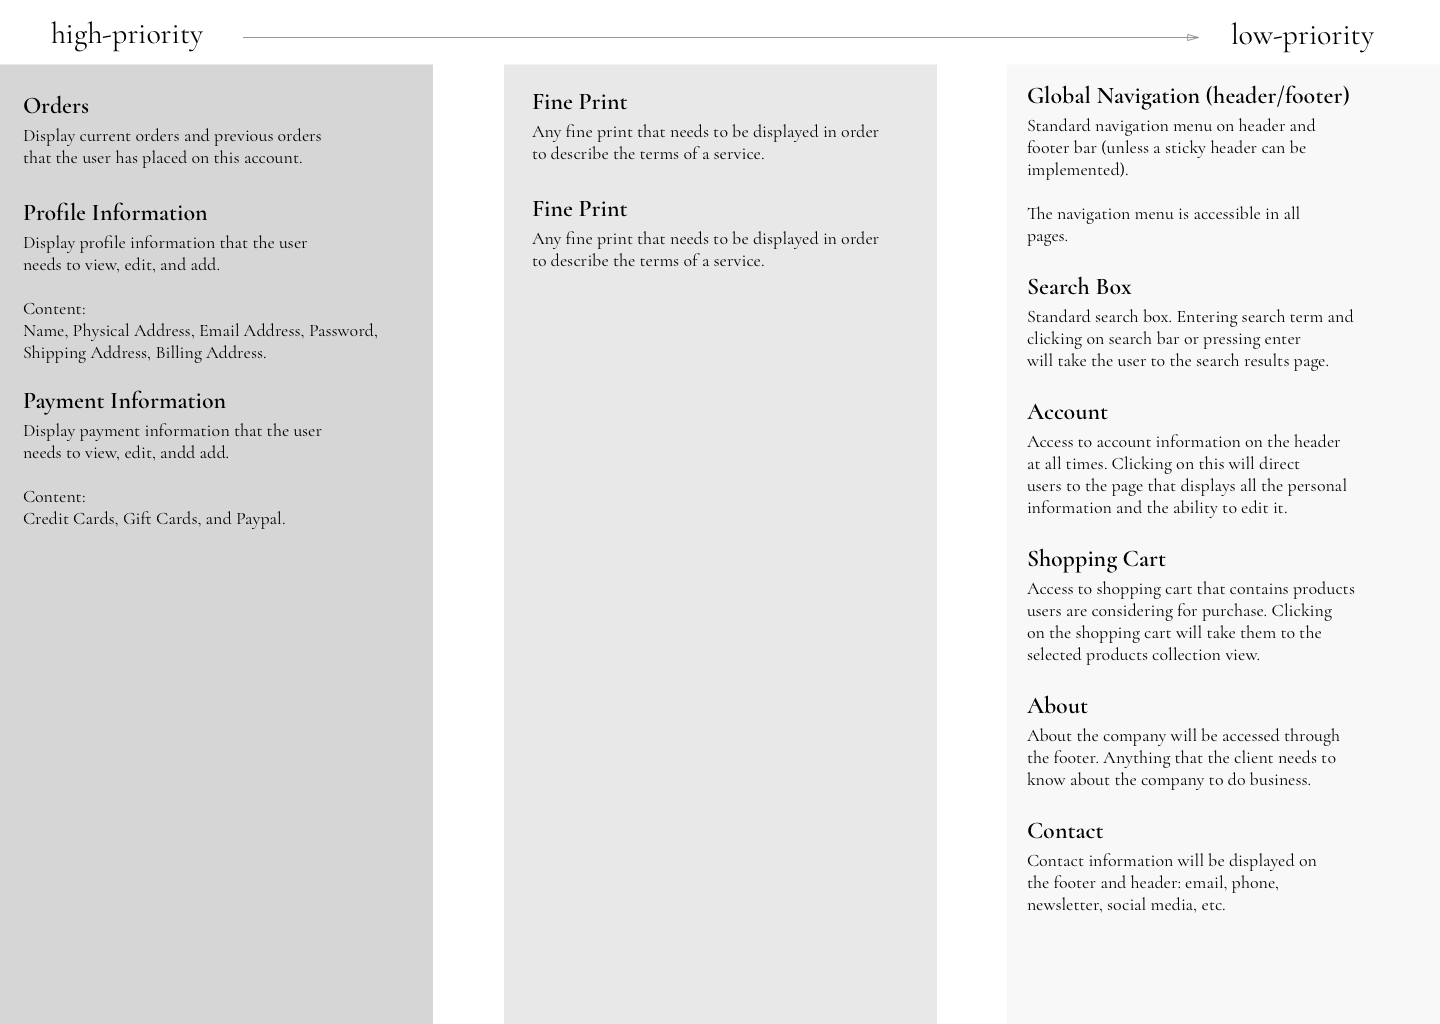 high-priority
low-priority
Orders
Display current orders and previous orders
that the user has placed on this account.
Profile Information
Display profile information that the user
needs to view, edit, and add.
Content:
Name, Physical Address, Email Address, Password,
Shipping Address, Billing Address.
Payment Information
Display payment information that the user
needs to view, edit, andd add.
Content:
Credit Cards, Gift Cards, and Paypal.
Fine Print
Any fine print that needs to be displayed in order
to describe the terms of a service.
Fine Print
Any fine print that needs to be displayed in order
to describe the terms of a service.
Global Navigation (header/footer)
Standard navigation menu on header and
footer bar (unless a sticky header can be
implemented).
The navigation menu is accessible in all
pages.
Search Box
Standard search box. Entering search term and
clicking on search bar or pressing enter
will take the user to the search results page.
Account
Access to account information on the header
at all times. Clicking on this will direct
users to the page that displays all the personal
information and the ability to edit it.
Shopping Cart
Access to shopping cart that contains products
users are considering for purchase. Clicking
on the shopping cart will take them to the
selected products collection view.
About
About the company will be accessed through
the footer. Anything that the client needs to
know about the company to do business.
Contact
Contact information will be displayed on
the footer and header: email, phone,
newsletter, social media, etc.